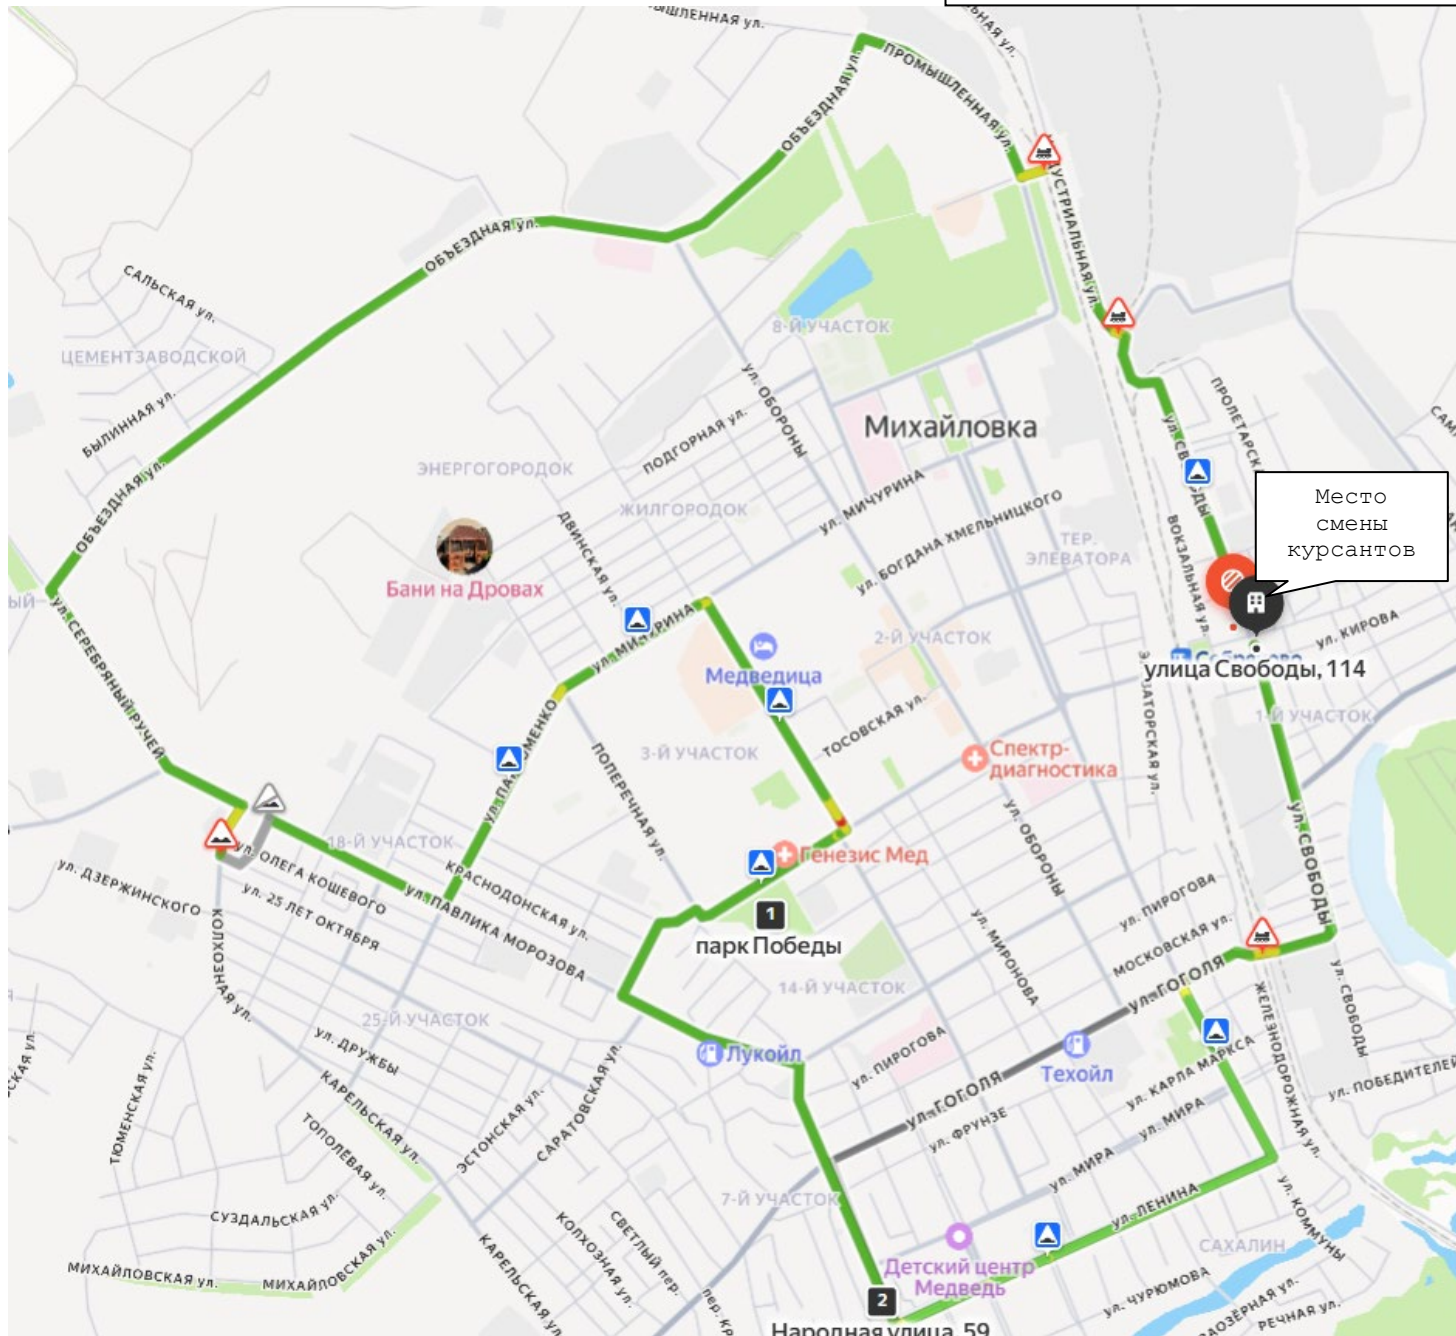 МЫШЛЕННАЯ ул.
ЬНАЯ ул.
ПРОМЫШЛЕННАЯ ул.
ОБЪЕЗДНАЯ ул.
ОБЪЕЗДНАЯ ул.
САЛЬСКАЯ ул.
8-Й УЧАСТОК
ЦЕМЕНТЗАВОДСКОЙ
ул. ОБОРОНЫ
БЫЛИННАЯ ул.
ПОДГОРНАЯ ул.
Михайловка
ЭНЕРГОГОРОДОК
ОБЪЕЗДНАЯ ул.
ЖИЛГОРОДОК
ул. МИЧУРИНА
ул. БОГДАНА ХМЕЛЬНИЦКОГО
ТЕР.
ЭЛЕВАТОРА
Место
смены
курсантов
ДВИНСКАЯ ул.
ВОКЗАЛЬНАЯ ул.
Бани на Дровах
ЫЙ
ул. СЕРЕБРЯНЫЙ РУЧЕЙ
2-Й УЧАСТОК
ул. КИРОВА
Медведица
улица Свободы, 114
1-Й УЧАСТОК
ТОСОВСКАЯ ул.
3-Й УЧАСТОК
ПОПЕРЕЧНАЯ ул.
Спектр-
диагностика
ул. ОБОРОНЫ
18-Й УЧАСТОК
Генезис Мед
ул. СВОБОДЫ
ул. ДЗЕРЖИНСКОГО
ул. ОЛЕГА КОШЕВОГО
КРАСНОДОНСКАЯ ул.
ул. 25 ЛЕТ ОКТЯБРЯ
ул. ПАВЛИКА МОРОЗОВА
1
парк Победы
ул. ПИРОГОВА
МОСКОВСКАЯ ул.
ул. МИРОНОВА
КОЛХОЗНАЯ ул.
14-Й УЧАСТОК
ул. ГОГОЛЯ
ул. СВОБОДЫ
25-Й УЧАСТОК
ЖЕЛЕЗНОДОРОЖНАЯ ул.
ул. ДРУЖБЫ
Лукойл
ул. ПИРОГОВА
Техойл
ул. КАРЛА МАРКСА
ул. ПОБЕДИТЕЛЕЙ
ТЮМЕНСКАЯ ул.
КАРЕЛЬСКАЯ ул.
ТОПОЛЁВАЯ ул.
ЭСТОНСКАЯ ул.
САРАТОВСКАЯ ул.
ул. ГОГОЛЯ
ул. ФРУНЗЕ
ул. МИРА
ул. МИРА
7-Й УЧАСТОК
ул. ЛЕНИНА
ул. КОММУНЫ
СУЗДАЛЬСКАЯ ул.
СВЕТЛЫЙ пер.
КОЛХОЗНАЯ ул.
САХАЛИН
МИХАЙЛОВСКАЯ ул.
МИХАЙЛОВСКАЯ ул.
КАРЕЛЬСКАЯ ул.
Детский центр
Медведь
ул. ЧУРЮМОВА
РЕЧНАЯ ул.
2
Народная улица, 59